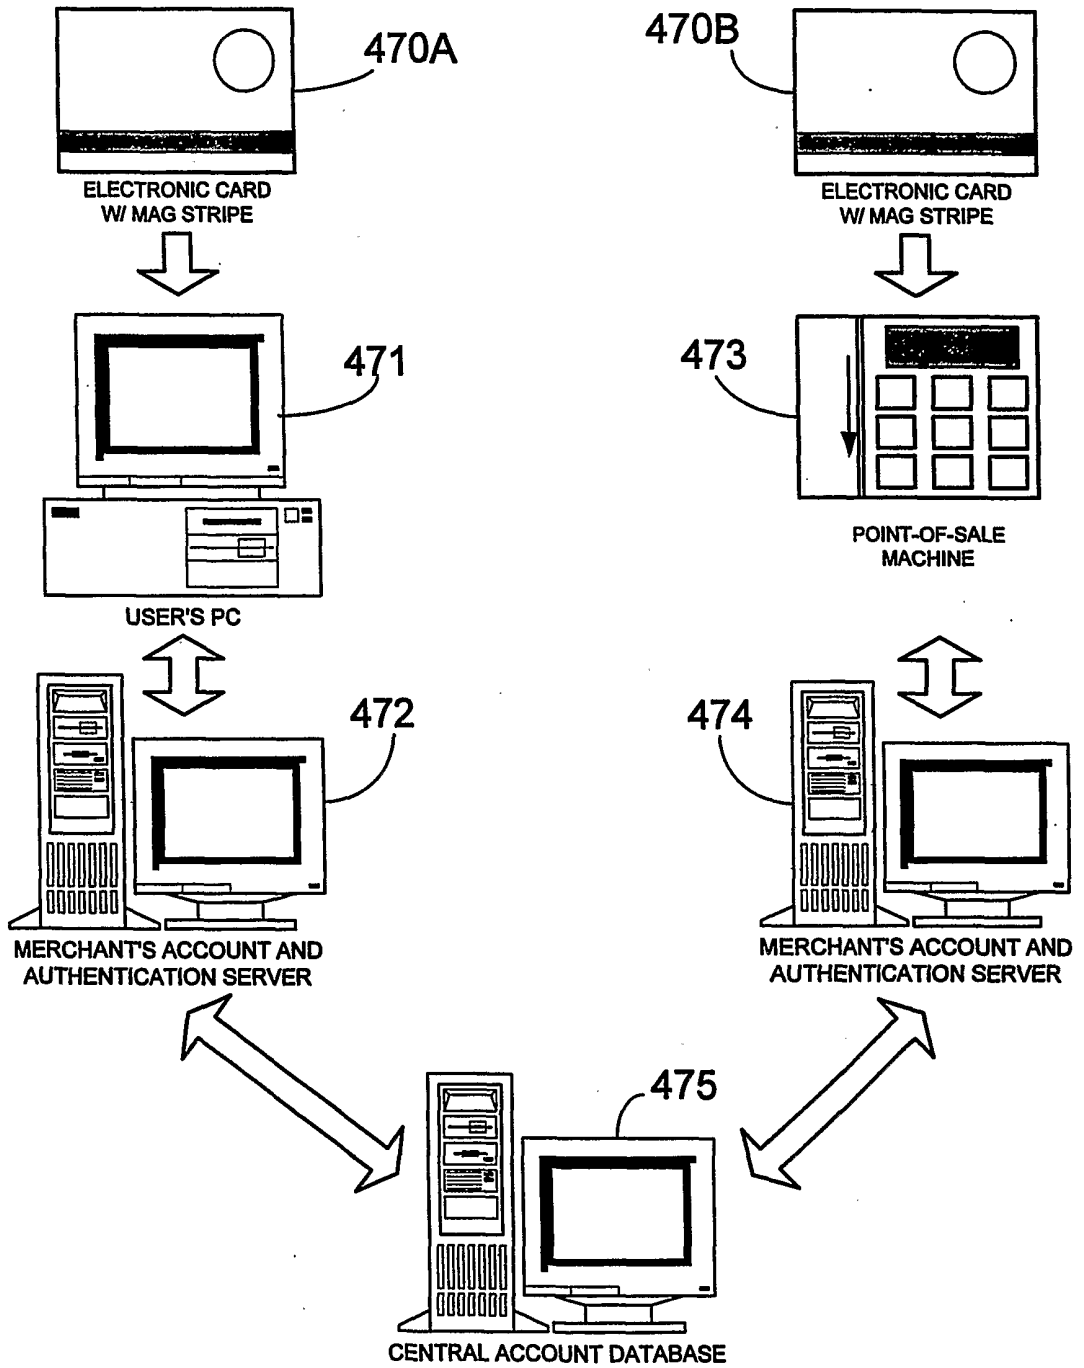 470A
470B
ELECTRONIC CARD
W/ MAG STRIPE
ELECTRONIC CARD
W/ MAG STRIPE
471
473
POINT-OF-SALE
MACHINE
USER'S PC
472
474
MERCHANT'S ACCOUNT AND
AUTHENTICATION SERVER
MERCHANT'S ACCOUNT AND
AUTHENTICATION SERVER
475
CENTRAL ACCOUNT DATABASE